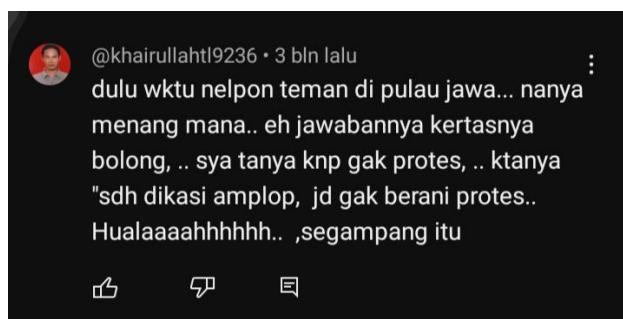 @khairullahtl9236 • 3 bln lalu
dulu wktu nelpon teman di pulau jawa... nanya
menang mana.. eh jawabannya kertasnya
bolong, .. sya tanya knp gak protes, .. ktanya
"sdh dikasi amplop, jd gak berani protes..
Hualaaaahhhhhh.. ,segampang itu